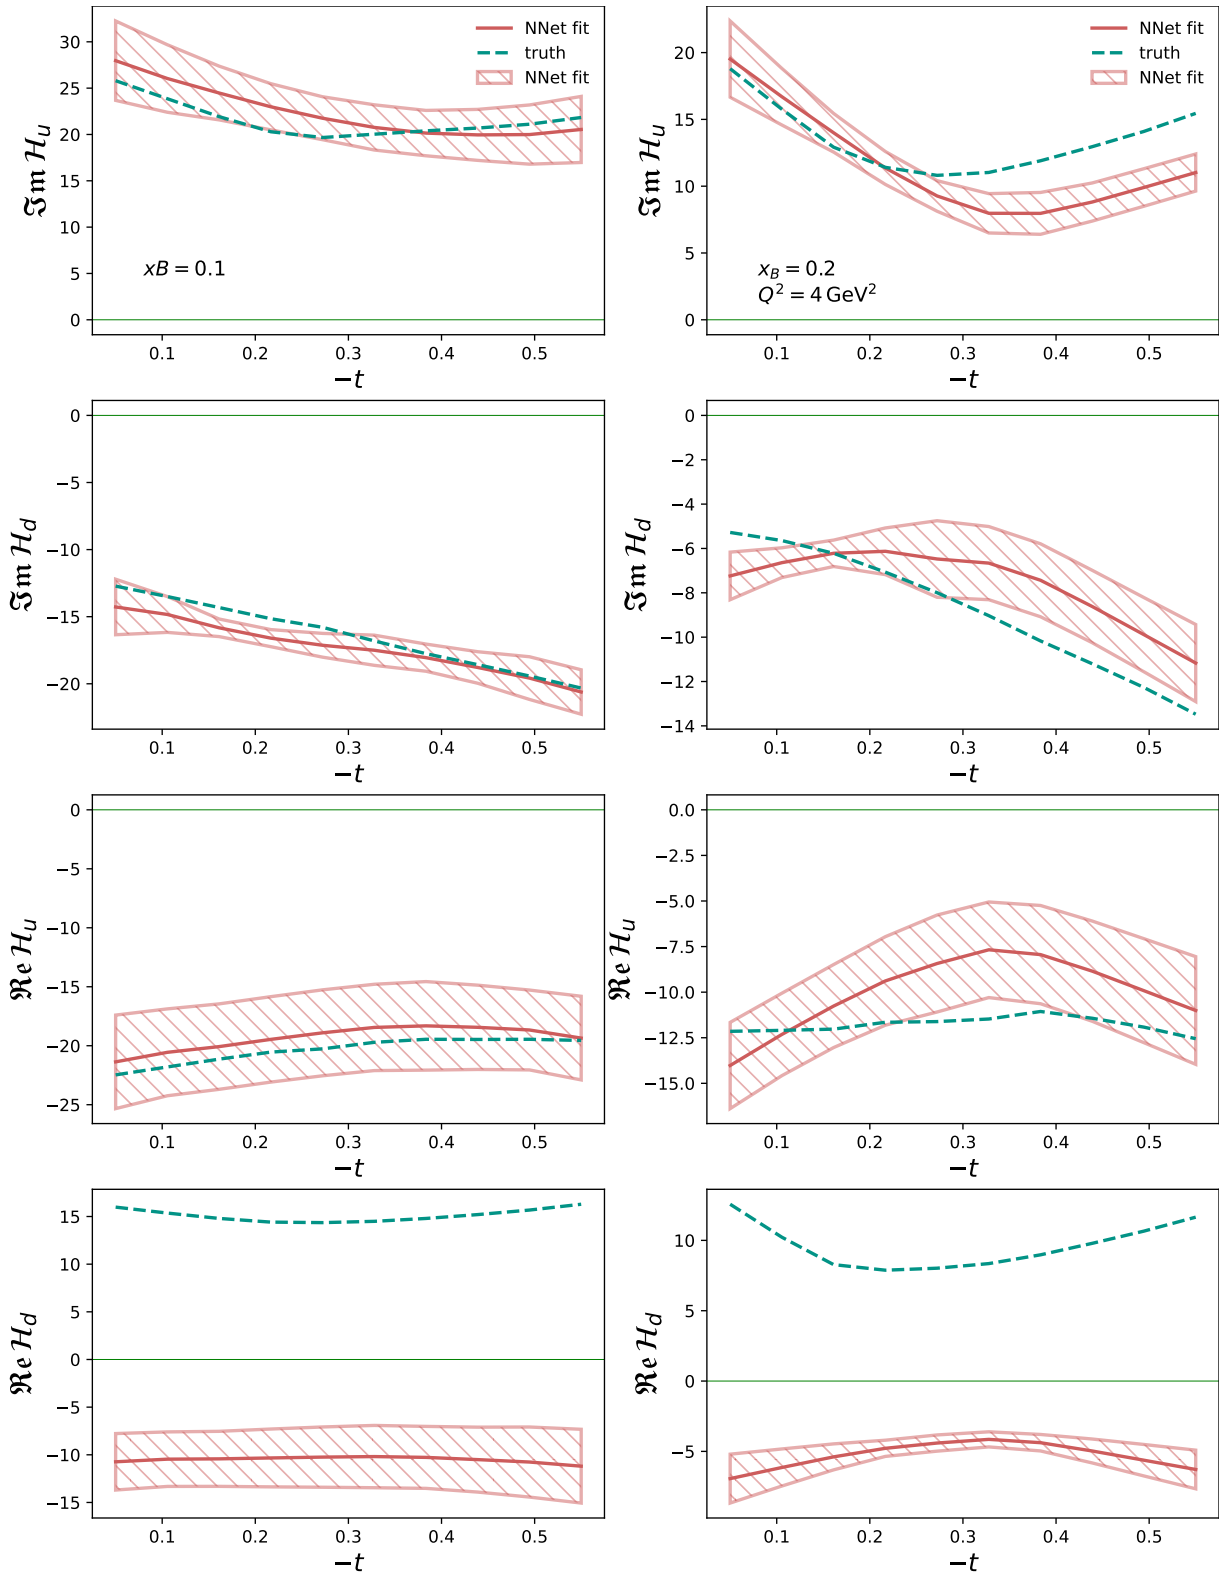 30
25
20
15
10
5
0
0.1 0.2 0.3 0.4 0.5
−t
𝕴𝖒 ℋu
NNet fit
truth
NNet fit
xB = 0.1
20
15
10
5
0
0.1 0.2 0.3 0.4 0.5
−t
𝕴𝖒 ℋu
NNet fit
truth
NNet fit
x_B = 0.2
Q² = 4 GeV²
0
−5
−10
−15
−20
0.1 0.2 0.3 0.4 0.5
−t
𝕴𝖒 ℋd
0
−2
−4
−6
−8
−10
−12
−14
0.1 0.2 0.3 0.4 0.5
−t
𝕴𝖒 ℋd
0
−5
−10
−15
−20
−25
0.1 0.2 0.3 0.4 0.5
−t
𝕽𝖊 ℋu
0.0
−2.5
−5.0
−7.5
−10.0
−12.5
−15.0
0.1 0.2 0.3 0.4 0.5
−t
𝕽𝖊 ℋu
15
10
5
0
−5
−10
−15
0.1 0.2 0.3 0.4 0.5
−t
𝕽𝖊 ℋd
10
5
0
−5
0.1 0.2 0.3 0.4 0.5
−t
𝕽𝖊 ℋd